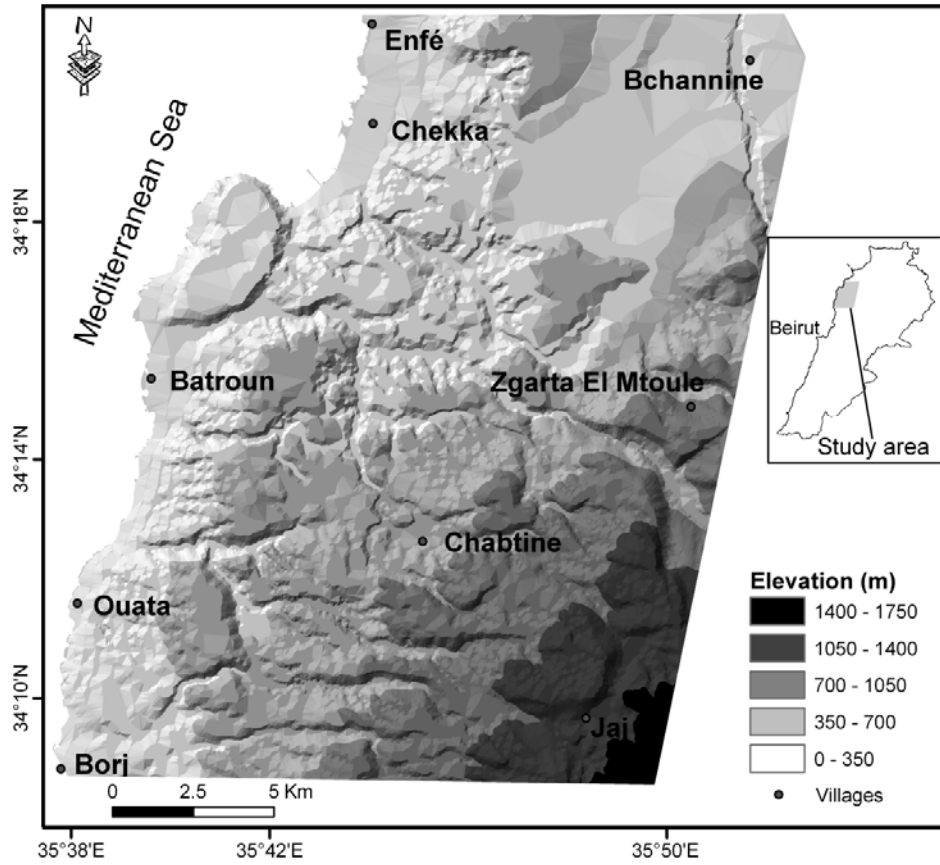 N
Enfé
Bchannine
Chekka
Mediterranean Sea
34°18'N
Beirut
Batroun
Zgarta El Mtoule
Study area
34°14'N
Chabtine
Ouata
Elevation (m)
1400 - 1750
1050 - 1400
700 - 1050
350 - 700
0 - 350
Villages
34°10'N
Jaj
Borj
0 2.5 5 Km
35°38'E 35°42'E 35°50'E